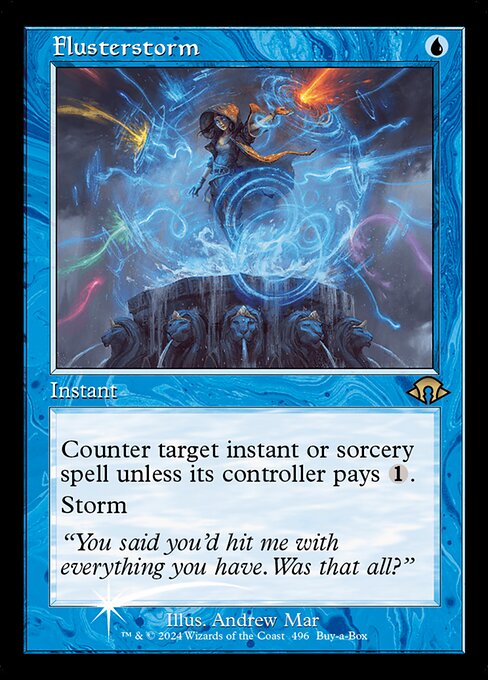 Flusterstorm
Instant
Counter target instant or sorcery
spell unless its controller pays 1.
Storm
“You said you’d hit me with
everything you have. Was that all?”
Illus. Andrew Mar
™ & © 2024 Wizards of the Coast 496 Buy-a-Box